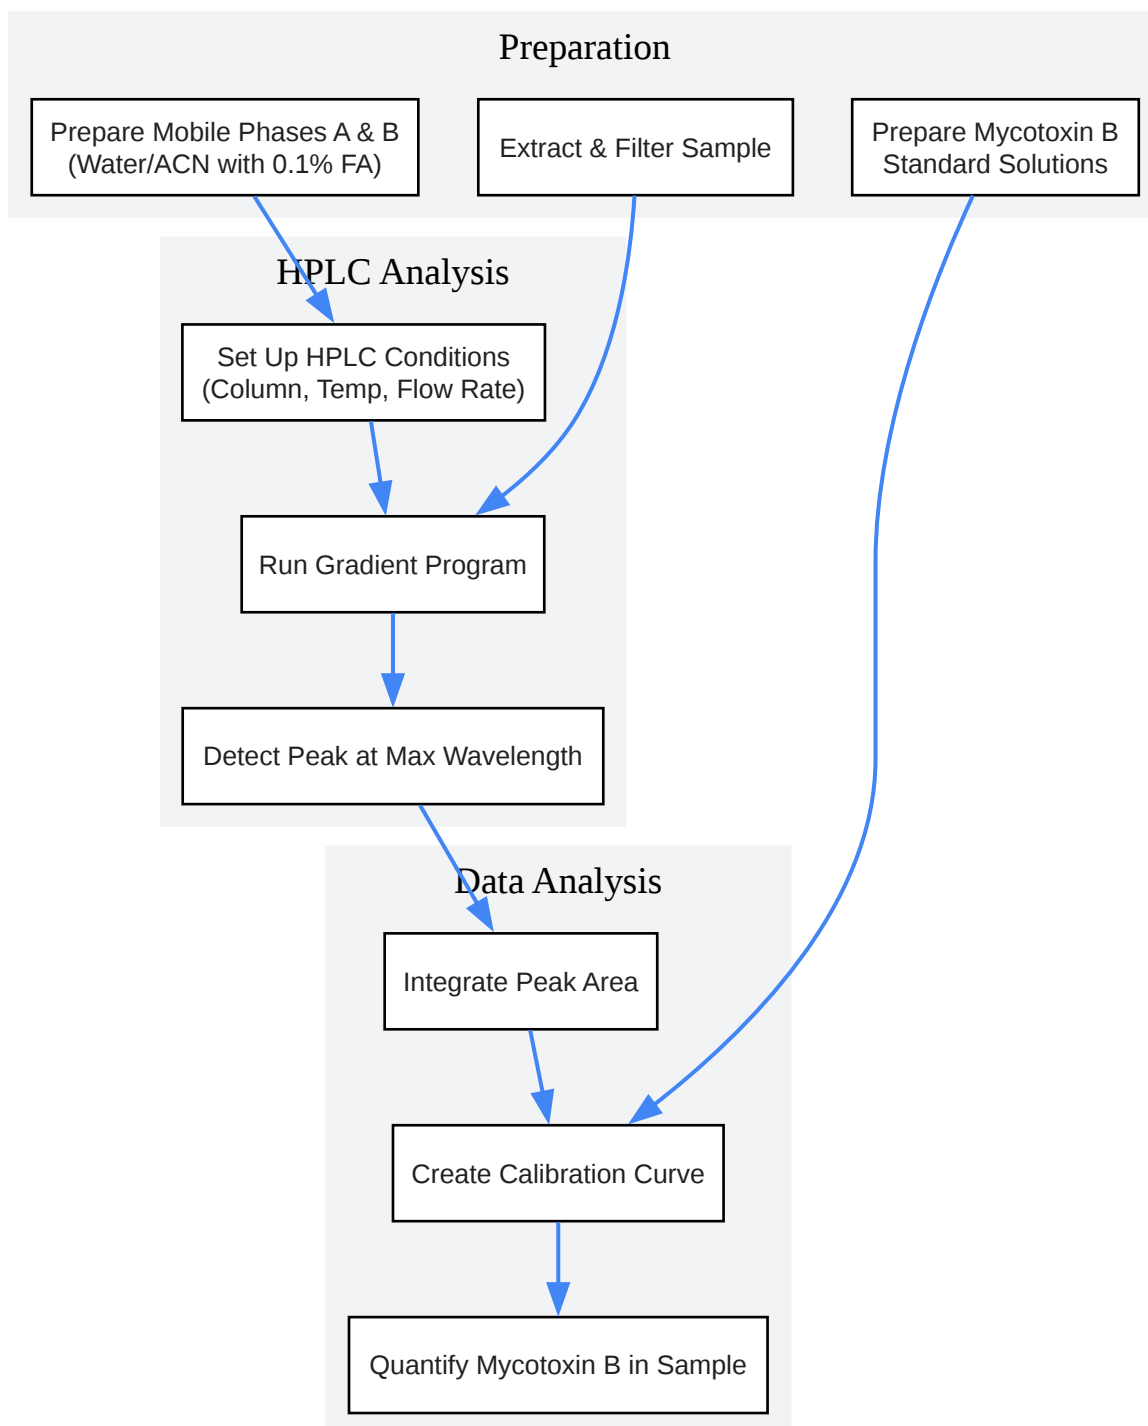 Preparation
Prepare Mobile Phases A & B
(Water/ACN with 0.1% FA)
Extract & Filter Sample
Prepare Mycotoxin B
Standard Solutions
HPLC Analysis
Set Up HPLC Conditions
(Column, Temp, Flow Rate)
Run Gradient Program
Detect Peak at Max Wavelength
Data Analysis
Integrate Peak Area
Create Calibration Curve
Quantify Mycotoxin B in Sample